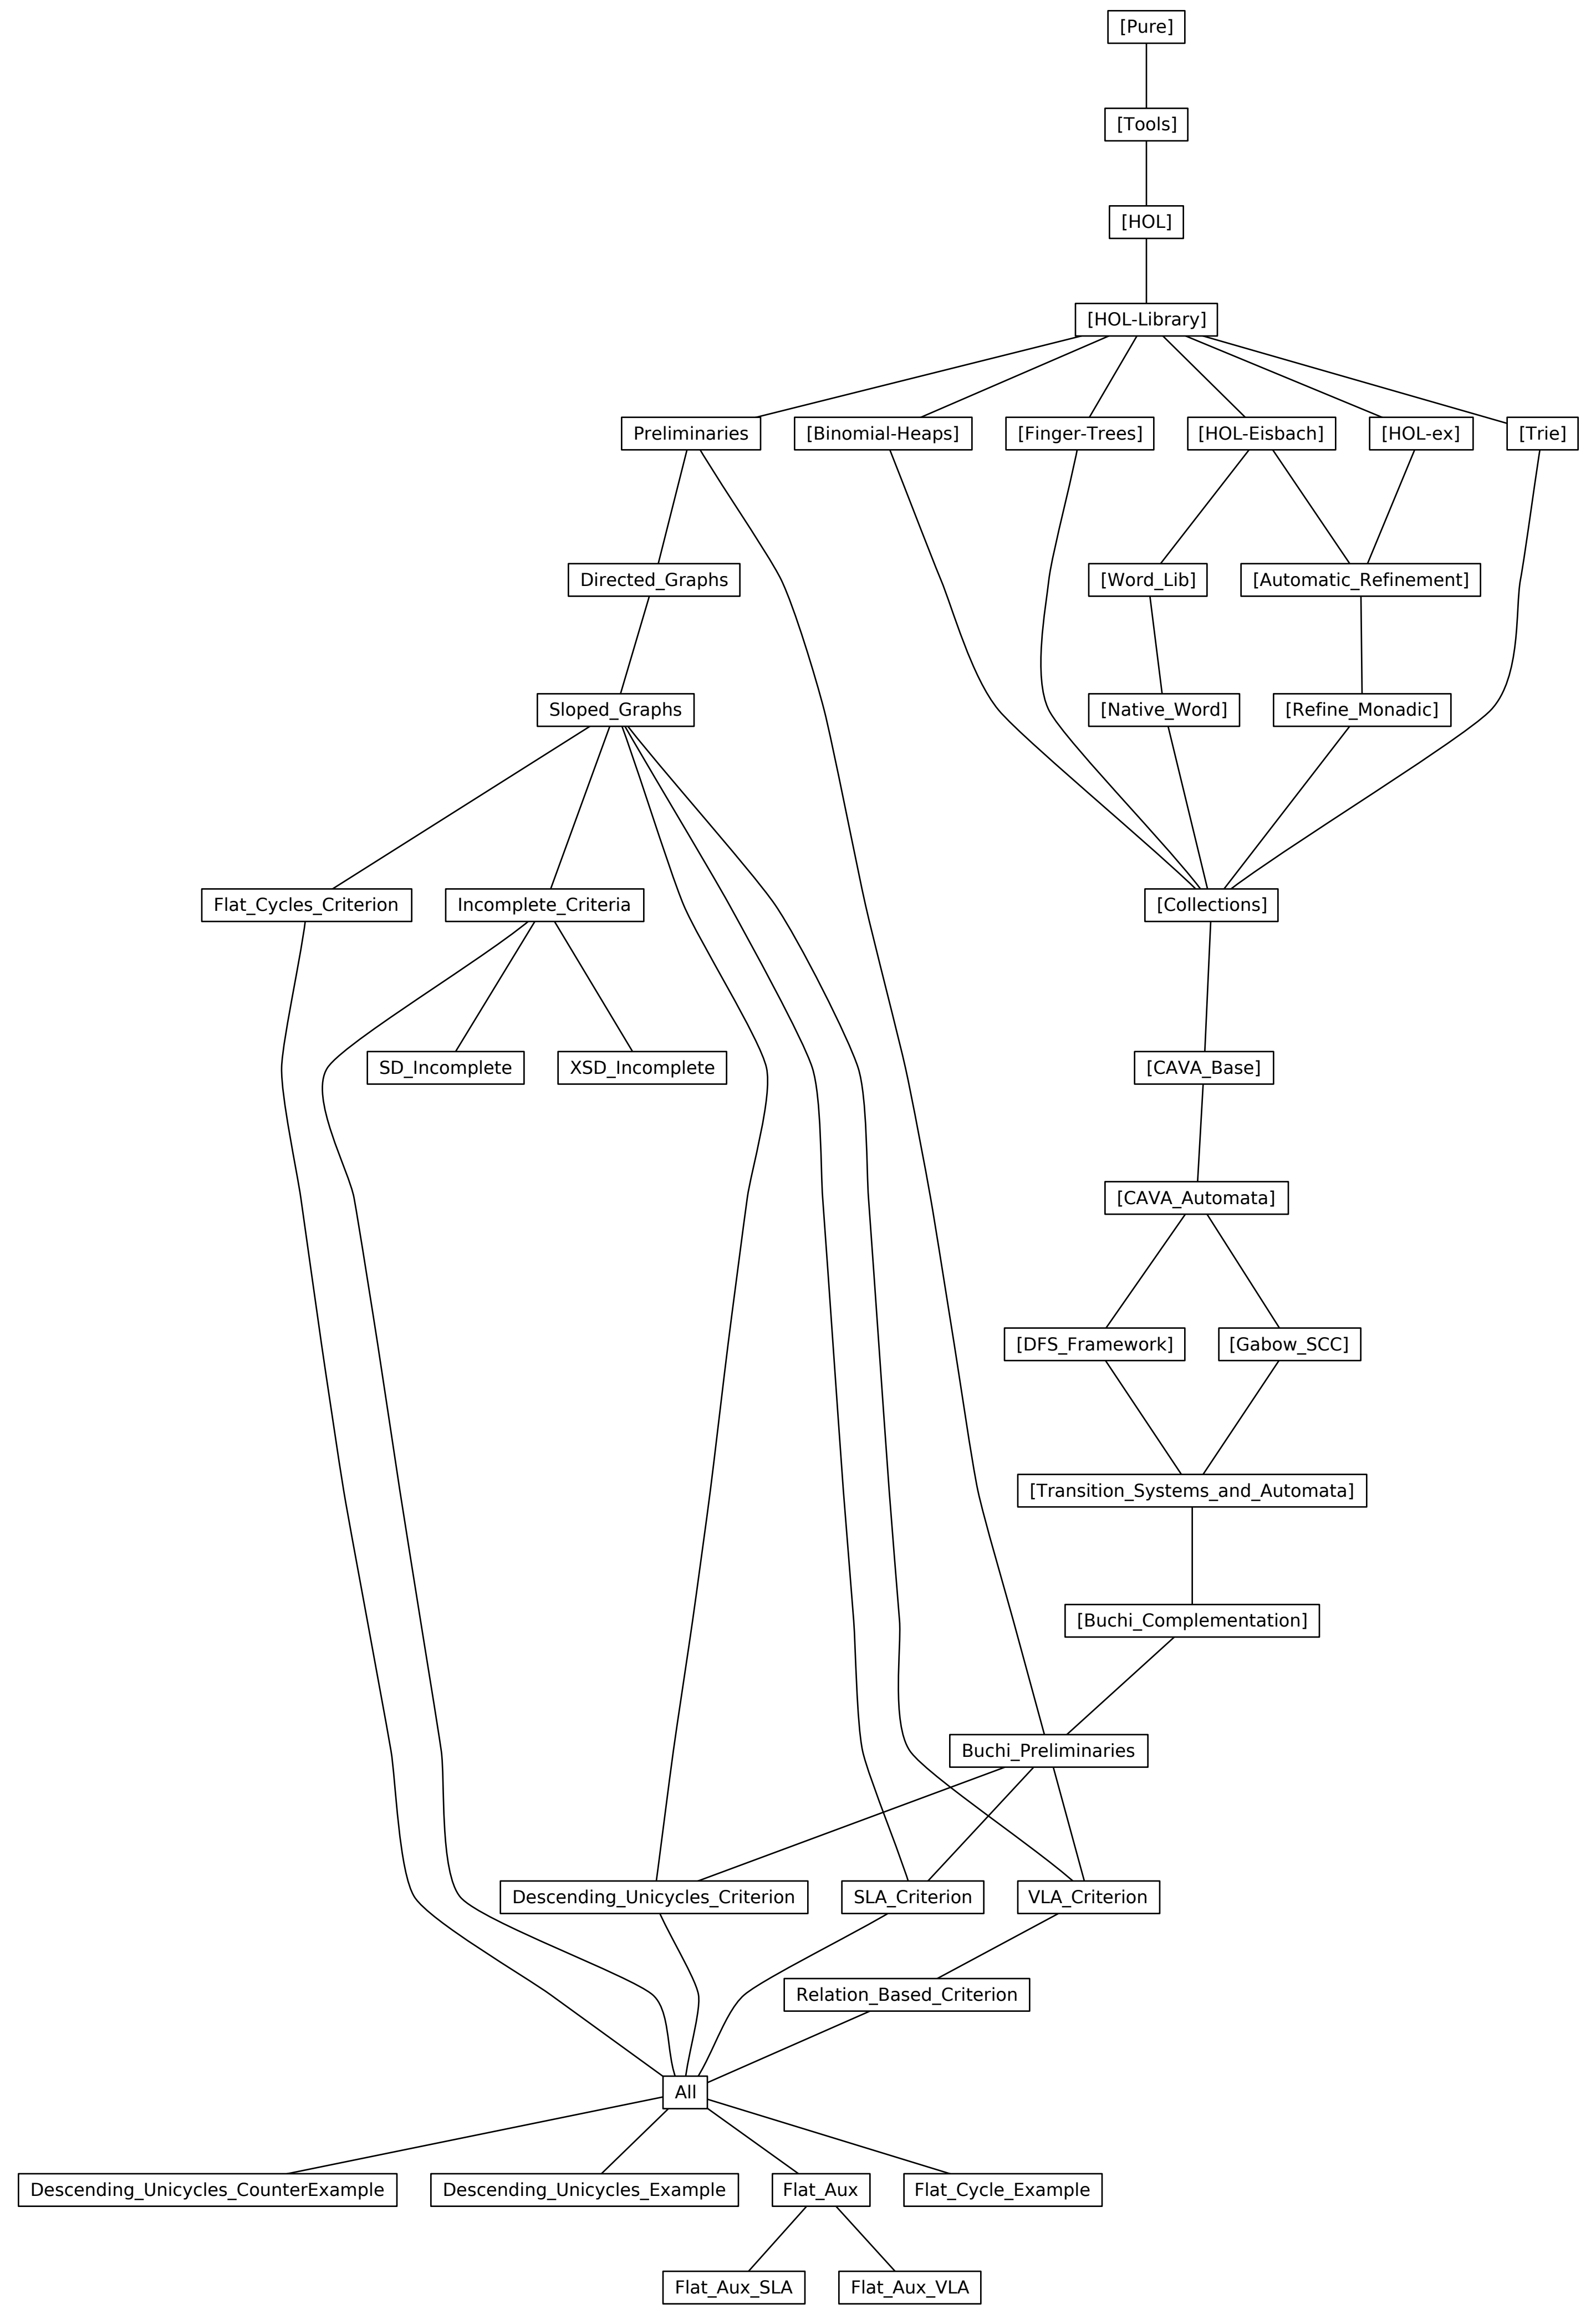 [Pure]
[Tools]
[HOL]
[HOL-Library]
Preliminaries
[Binomial-Heaps]
[Finger-Trees]
[HOL-Eisbach]
[HOL-ex]
[Trie]
Directed_Graphs
[Word_Lib]
[Automatic_Refinement]
Sloped_Graphs
[Native_Word]
[Refine_Monadic]
Flat_Cycles_Criterion
Incomplete_Criteria
[Collections]
SD_Incomplete
XSD_Incomplete
[CAVA_Base]
[CAVA_Automata]
[DFS_Framework]
[Gabow_SCC]
[Transition_Systems_and_Automata]
[Buchi_Complementation]
Buchi_Preliminaries
Descending_Unicycles_Criterion
SLA_Criterion
VLA_Criterion
Relation_Based_Criterion
All
Descending_Unicycles_CounterExample
Descending_Unicycles_Example
Flat_Aux
Flat_Cycle_Example
Flat_Aux_SLA
Flat_Aux_VLA